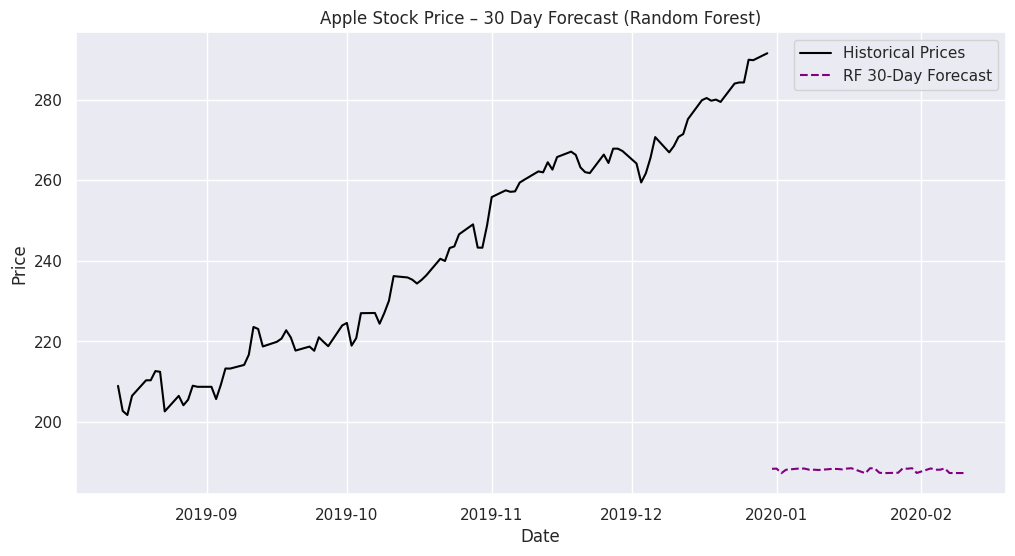 Apple Stock Price – 30 Day Forecast (Random Forest)
Historical Prices
RF 30-Day Forecast
Price
280
260
240
220
200
2019-09
2019-10
2019-11
2019-12
2020-01
2020-02
Date